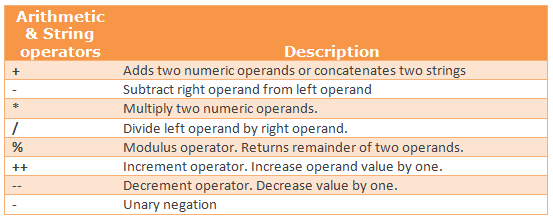 Arithmetic
& String
operators Description
+ Adds two numeric operands or concatenates two strings
- Subtract right operand from left operand
* Multiply two numeric operands.
/ Divide left operand by right operand.
% Modulus operator. Returns remainder of two operands.
++ Increment operator. Increase operand value by one.
-- Decrement operator. Decrease value by one.
- Unary negation